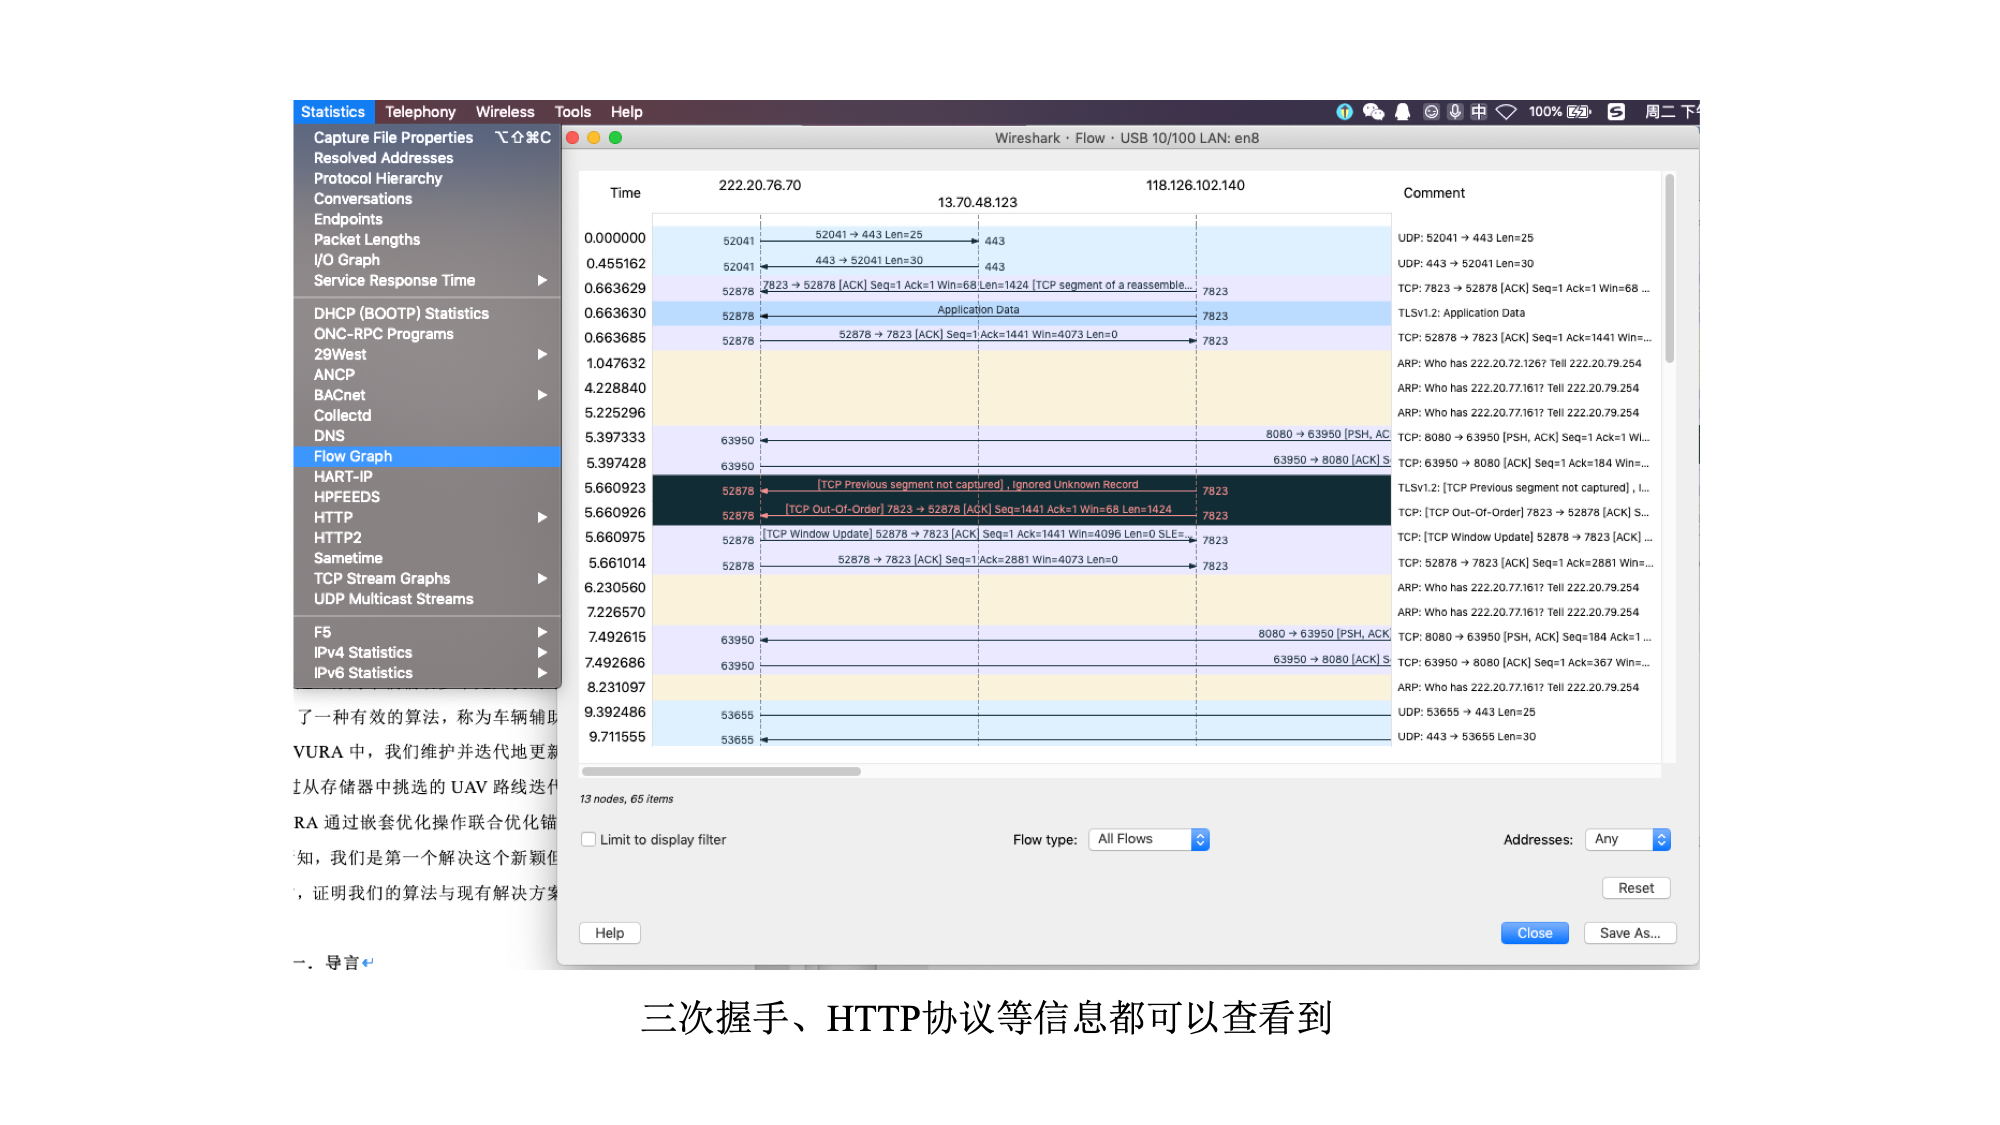 Statistics Telephony Wireless Tools Help 中 100% 周二 下
Capture File Properties ⌥⇧⌘C
Resolved Addresses
Protocol Hierarchy
Conversations
Endpoints
Packet Lengths
I/O Graph
Service Response Time
DHCP (BOOTP) Statistics
ONC-RPC Programs
29West
ANCP
BACnet
Collectd
DNS
Flow Graph
HART-IP
HPFEEDS
HTTP
HTTP2
Sametime
TCP Stream Graphs
UDP Multicast Streams
F5
IPv4 Statistics
IPv6 Statistics
了一种有效的算法，称为车辆辅助
VURA 中，我们维护并迭代地更新
过从存储器中挑选的 UAV 路线迭代
RA 通过嵌套优化操作联合优化锚
知，我们是第一个解决这个新颖但
，证明我们的算法与现有解决方案
一．导言↵
Wireshark · Flow · USB 10/100 LAN: en8
Time 222.20.76.70 13.70.48.123 118.126.102.140 Comment
0.000000 52041 52041 → 443 Len=25 443 UDP: 52041 → 443 Len=25
0.455162 52041 443 → 52041 Len=30 443 UDP: 443 → 52041 Len=30
0.663629 52878 7823 → 52878 [ACK] Seq=1 Ack=1 Win=68 Len=1424 [TCP segment of a reassemble... 7823 TCP: 7823 → 52878 [ACK] Seq=1 Ack=1 Win=68 ...
0.663630 52878 Application Data 7823 TLSv1.2: Application Data
0.663685 52878 52878 → 7823 [ACK] Seq=1 Ack=1441 Win=4073 Len=0 7823 TCP: 52878 → 7823 [ACK] Seq=1 Ack=1441 Win=...
1.047632 ARP: Who has 222.20.72.126? Tell 222.20.79.254
4.228840 ARP: Who has 222.20.77.161? Tell 222.20.79.254
5.225296 ARP: Who has 222.20.77.161? Tell 222.20.79.254
5.397333 63950 8080 → 63950 [PSH, AC TCP: 8080 → 63950 [PSH, ACK] Seq=1 Ack=1 Wi...
5.397428 63950 63950 → 8080 [ACK] S TCP: 63950 → 8080 [ACK] Seq=1 Ack=184 Win=...
5.660923 52878 [TCP Previous segment not captured] , Ignored Unknown Record 7823 TLSv1.2: [TCP Previous segment not captured] , I...
5.660926 52878 [TCP Out-Of-Order] 7823 → 52878 [ACK] Seq=1441 Ack=1 Win=68 Len=1424 7823 TCP: [TCP Out-Of-Order] 7823 → 52878 [ACK] S...
5.660975 52878 [TCP Window Update] 52878 → 7823 [ACK] Seq=1 Ack=1441 Win=4096 Len=0 SLE=... 7823 TCP: [TCP Window Update] 52878 → 7823 [ACK] ...
5.661014 52878 52878 → 7823 [ACK] Seq=1 Ack=2881 Win=4073 Len=0 7823 TCP: 52878 → 7823 [ACK] Seq=1 Ack=2881 Win=...
6.230560 ARP: Who has 222.20.77.161? Tell 222.20.79.254
7.226570 ARP: Who has 222.20.77.161? Tell 222.20.79.254
7.492615 63950 8080 → 63950 [PSH, ACK TCP: 8080 → 63950 [PSH, ACK] Seq=184 Ack=1 ...
7.492686 63950 63950 → 8080 [ACK] S TCP: 63950 → 8080 [ACK] Seq=1 Ack=367 Win=...
8.231097 ARP: Who has 222.20.77.161? Tell 222.20.79.254
9.392486 53655 UDP: 53655 → 443 Len=25
9.711555 53655 UDP: 443 → 53655 Len=30
13 nodes, 65 items
Limit to display filter Flow type: All Flows Addresses: Any
Reset
Help Close Save As...
三次握手、HTTP协议等信息都可以查看到